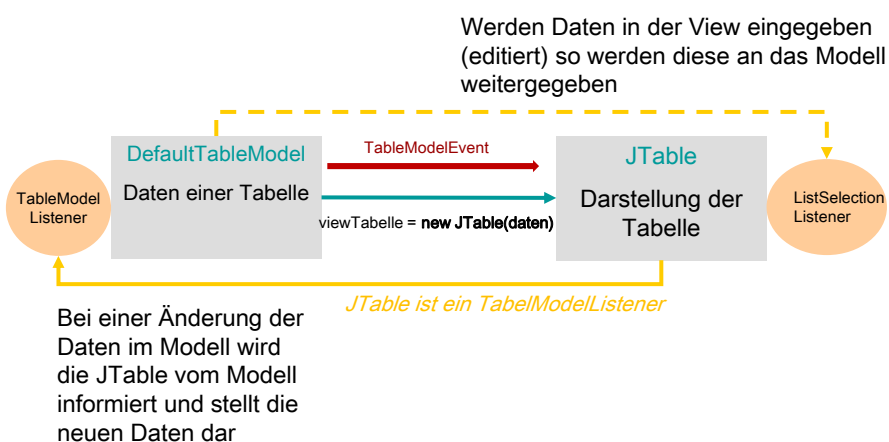 Werden Daten in der View eingegeben
(editiert) so werden diese an das Modell
weitergegeben
DefaultTableModel
Daten einer Tabelle
TableModelEvent
JTable
Darstellung der
Tabelle
TableModel
Listener
ListSelection
Listener
viewTabelle = new JTable(daten)
JTable ist ein TabelModelListener
Bei einer Änderung der
Daten im Modell wird
die JTable vom Modell
informiert und stellt die
neuen Daten dar